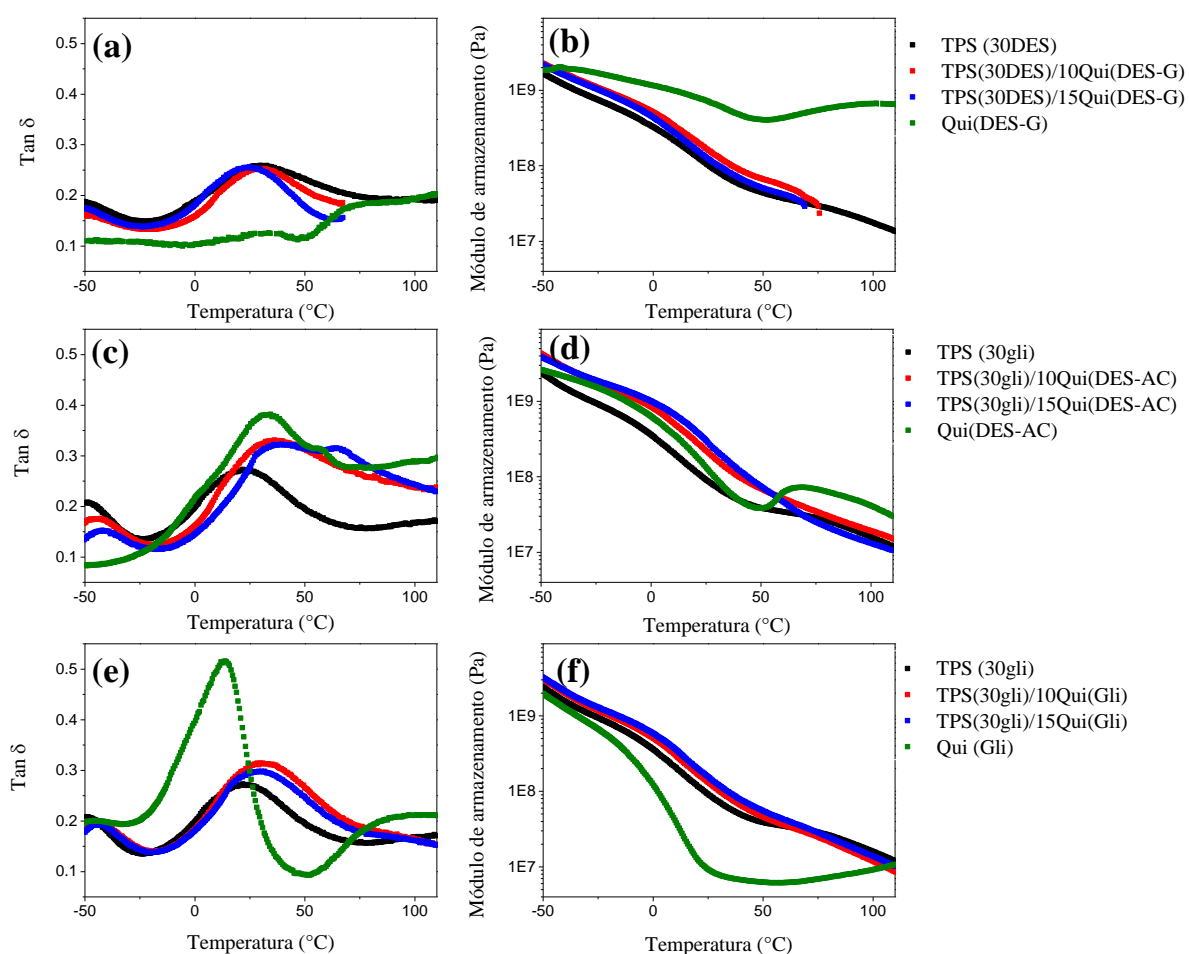 (a)
Tan δ
0.5
0.4
0.3
0.2
0.1
-50
0
50
100
Temperatura (°C)
(b)
Módulo de armazenamento (Pa)
1E9
1E8
1E7
-50
0
50
100
Temperatura (°C)
TPS (30DES)
TPS(30DES)/10Qui(DES-G)
TPS(30DES)/15Qui(DES-G)
Qui(DES-G)
(c)
Tan δ
0.5
0.4
0.3
0.2
0.1
-50
0
50
100
Temperatura (°C)
(d)
Módulo de armazenamento (Pa)
1E9
1E8
1E7
-50
0
50
100
Temperatura (°C)
TPS (30gli)
TPS(30gli)/10Qui(DES-AC)
TPS(30gli)/15Qui(DES-AC)
Qui(DES-AC)
(e)
Tan δ
0.5
0.4
0.3
0.2
0.1
-50
0
50
100
Temperatura (°C)
(f)
Módulo de armazenamento (Pa)
1E9
1E8
1E7
-50
0
50
100
Temperatura (°C)
TPS (30gli)
TPS(30gli)/10Qui(Gli)
TPS(30gli)/15Qui(Gli)
Qui (Gli)